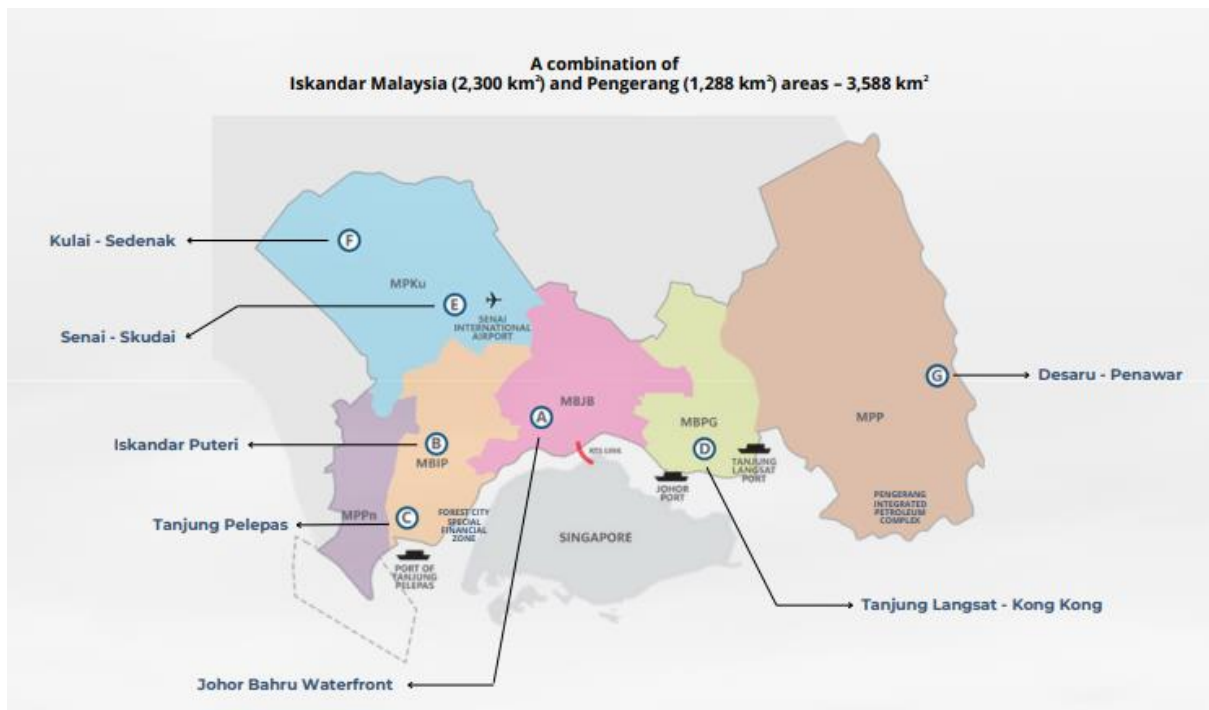 A combination of
Iskandar Malaysia (2,300 km²) and Pengerang (1,288 km²) areas – 3,588 km²
Kulai - Sedenak
F
MPKu
E
SENAI
INTERNATIONAL
AIRPORT
Senai - Skudai
G
Desaru - Penawar
MBJB
A
MBPG
MPP
Iskandar Puteri
B
MBIP
RTS LINK
D
TANJUNG
LANGSAT
PORT
JOHOR
PORT
Tanjung Pelepas
MPPn
C
FOREST CITY
SPECIAL
FINANCIAL
ZONE
PENGERANG
INTEGRATED
PETROLEUM
COMPLEX
SINGAPORE
PORT OF
TANJUNG
PELEPAS
Tanjung Langsat - Kong Kong
Johor Bahru Waterfront